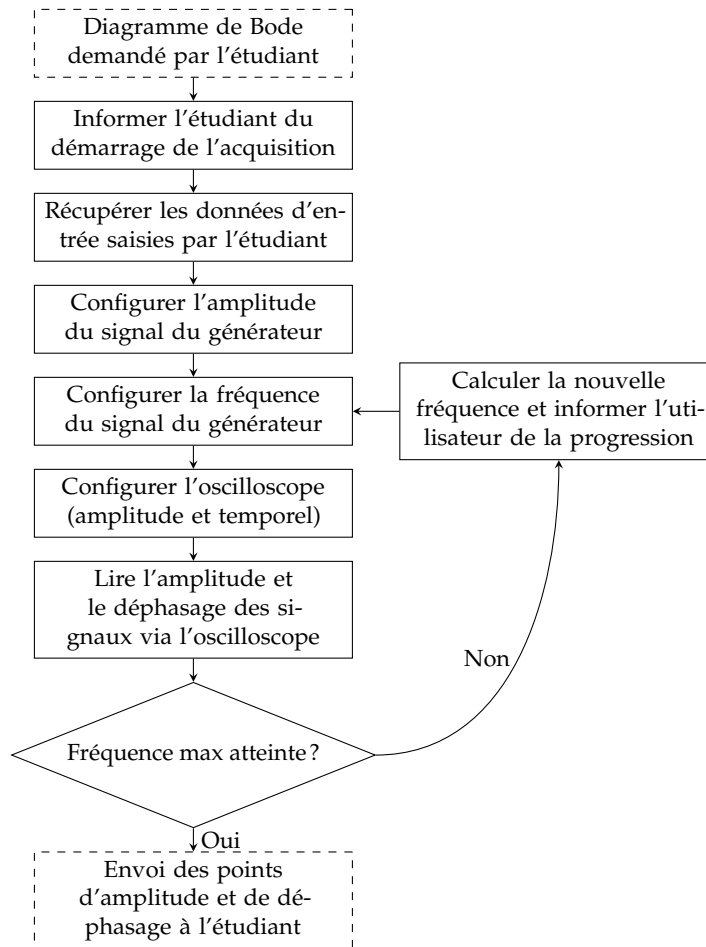 Diagramme de Bode
demandé par l'étudiant
Informer l'étudiant du
démarrage de l'acquisition
Récupérer les données d'en-
trée saisies par l'étudiant
Configurer l'amplitude
du signal du générateur
Configurer la fréquence
du signal du générateur
Calculer la nouvelle
fréquence et informer l'uti-
lisateur de la progression
Configurer l'oscilloscope
(amplitude et temporel)
Lire l'amplitude et
le déphasage des si-
gnaux via l'oscilloscope
Non
Fréquence max atteinte ?
Oui
Envoi des points
d'amplitude et de dé-
phasage à l'étudiant